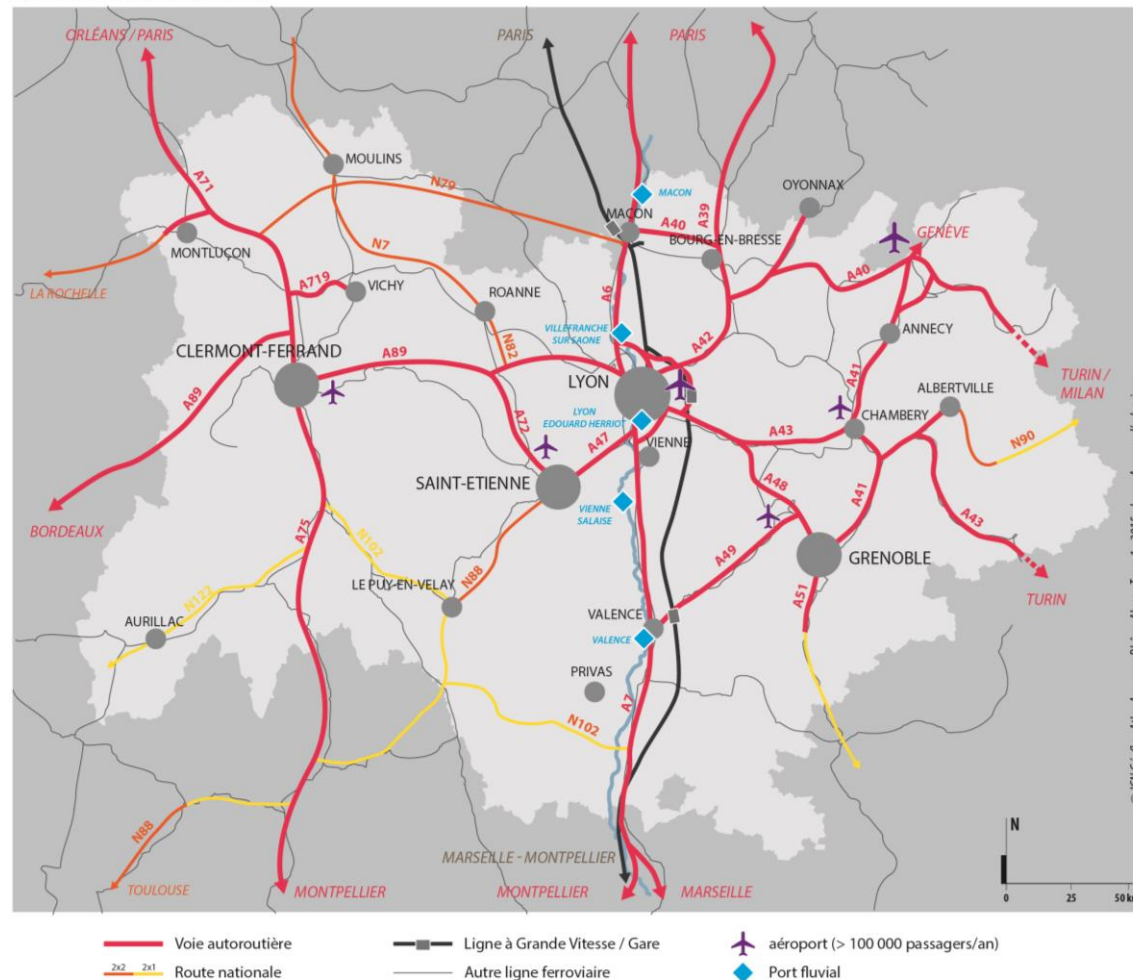 ORLÉANS / PARIS
PARIS
PARIS
MOULINS
A71
N79
MACON
OYONNAX
MACON
A40
A39
GENÈVE
BOURG-EN-BRESSE
MONTLUÇON
N7
A40
LA ROCHELLE
A719
VICHY
ROANNE
A6
VILLEFRANCHE
SUR SAONE
A42
ANNECY
N82
CLERMONT-FERRAND
A89
LYON
A41
TURIN /
MILAN
ALBERTVILLE
A89
A72
LYON
EDOUARD HERRIOT
CHAMBERY
A47
VIENNE
A43
N90
SAINT-ETIENNE
A48
A41
VIENNE
SALAISE
A43
BORDEAUX
A75
N102
A49
GRENOBLE
N88
LE PUY-EN-VELAY
A51
TURIN
N122
AURILLAC
VALENCE
VALENCE
PRIVAS
A7
N102
N88
MARSEILLE - MONTPELLIER
TOULOUSE
MONTPELLIER
MONTPELLIER
MARSEILLE
N
0 25 50
Voie autoroutière
Ligne à Grande Vitesse / Gare
aéroport (> 100 000 passagers/an)
2x2 2x1 Route nationale
Autre ligne ferroviaire
Port fluvial